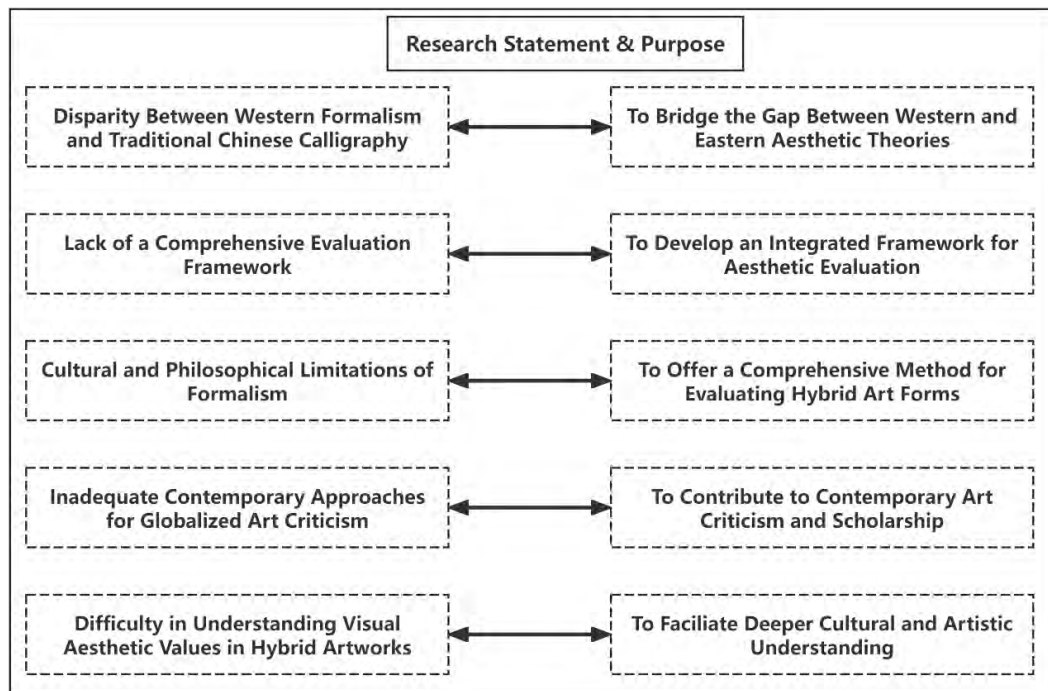 Research Statement & Purpose
Disparity Between Western Formalism
and Traditional Chinese Calligraphy
To Bridge the Gap Between Western and
Eastern Aesthetic Theories
Lack of a Comprehensive Evaluation
Framework
To Develop an Integrated Framework for
Aesthetic Evaluation
Cultural and Philosophical Limitations of
Formalism
To Offer a Comprehensive Method for
Evaluating Hybrid Art Forms
Inadequate Contemporary Approaches
for Globalized Art Criticism
To Contribute to Contemporary Art
Criticism and Scholarship
Difficulty in Understanding Visual
Aesthetic Values in Hybrid Artworks
To Faciliate Deeper Cultural and Artistic
Understanding